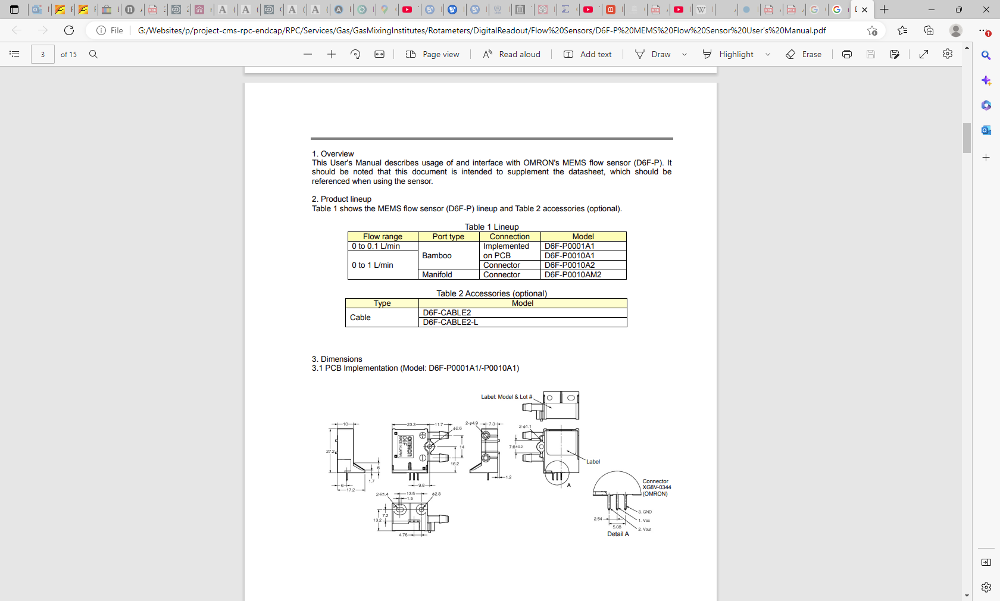 File
G:/Websites/p/project-cms-rpc-endcap/RPC/Services/Gas/GasMixingInstitutes/Rotameters/DigitalReadout/Flow%20Sensors/D6F-P%20MEMS%20Flow%20Sensor%20User's%20Manual.pdf
3 of 15
Page view
Read aloud
Add text
Draw
Highlight
Erase
1. Overview
This User's Manual describes usage of and interface with OMRON's MEMS flow sensor (D6F-P). It
should be noted that this document is intended to supplement the datasheet, which should be
referenced when using the sensor.
2. Product lineup
Table 1 shows the MEMS flow sensor (D6F-P) lineup and Table 2 accessories (optional).
Table 1 Lineup
Flow range Port type Connection Model
0 to 0.1 L/min Bamboo Implemented on PCB D6F-P0001A1
0 to 1 L/min D6F-P0010A1
Connector D6F-P0010A2
Manifold Connector D6F-P0010AM2
Table 2 Accessories (optional)
Type Model
Cable D6F-CABLE2
D6F-CABLE2-L
3. Dimensions
3.1 PCB Implementation (Model: D6F-P0001A1/-P0010A1)
Label: Model & Lot #
10
27.2
6
1.7
6
17.2
23.3
11.7
φ2.6
14
16.2
9.8
OMRON
D6F
MADE IN JAPAN
2-φ4.9
7.3
1.2
2-φ1.1
7.6±0.2
Label
A
2-R1.4
13.5
1.5
φ2.8
7.2
13.2
4.76
Connector
XG8V-0344
(OMRON)
3. GND
1. Vcc
2. Vout
2.54
5.08
Detail A